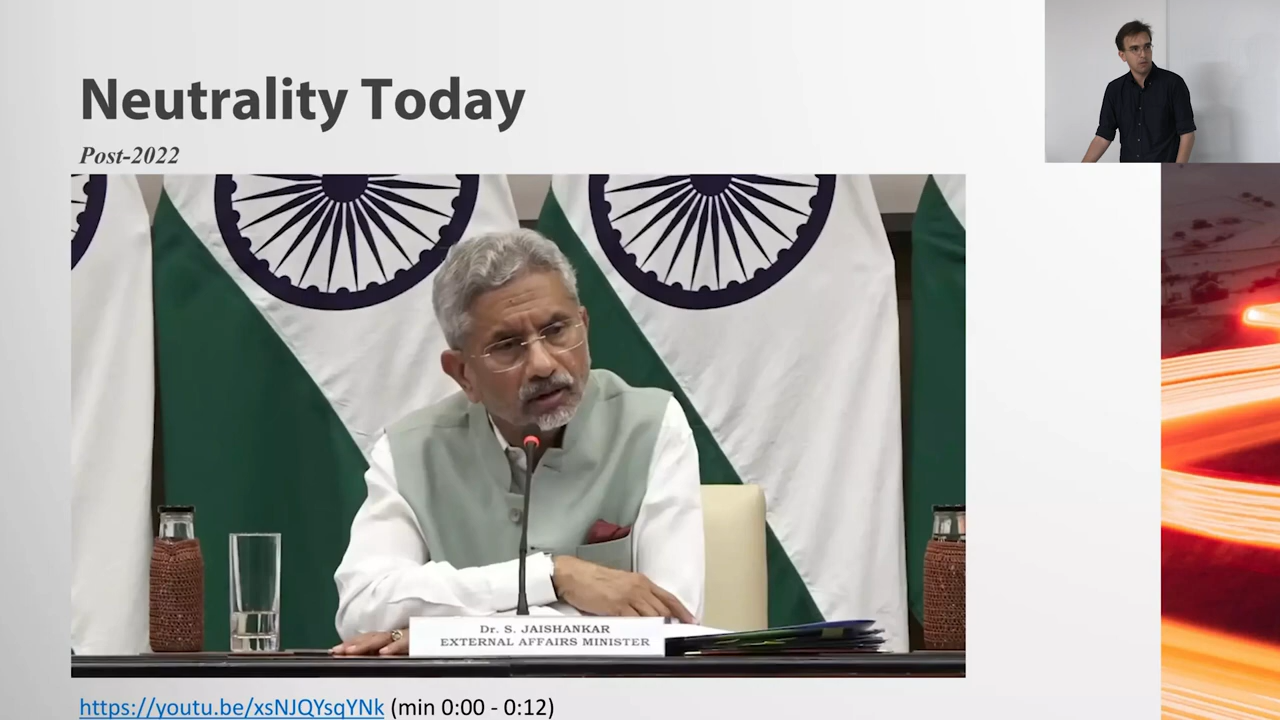 Neutrality Today
Post-2022
Dr. S. JAISHANKAR
EXTERNAL AFFAIRS MINISTER
https://youtu.be/xsNJQYsqYNk (min 0:00 - 0:12)